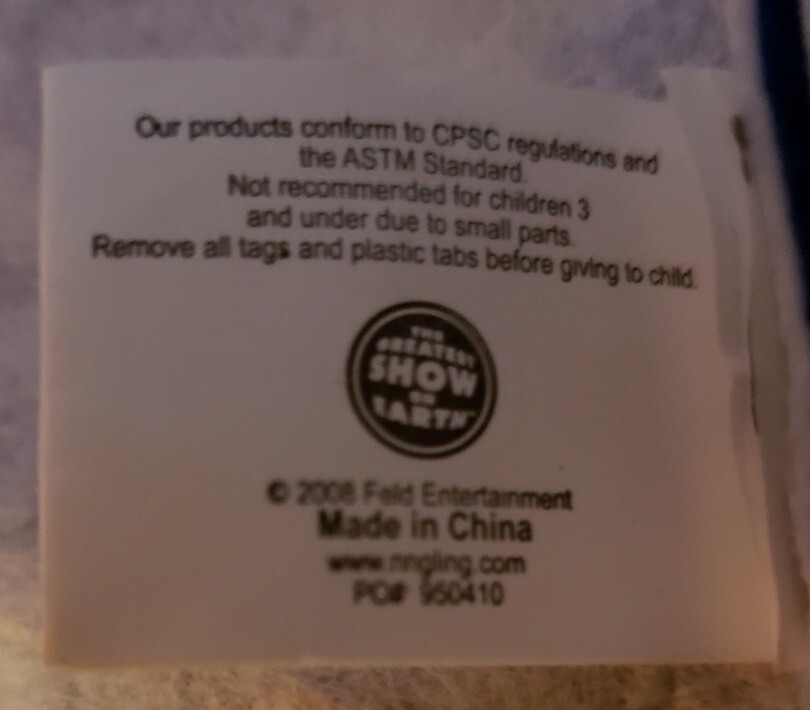 Our products conform to CPSC regulations and
the ASTM Standard.
Not recommended for children 3
and under due to small parts.
Remove all tags and plastic tabs before giving to child.
THE
GREATEST
SHOW
ON
EARTH
© 2008 Feld Entertainment
Made in China
www.ringling.com
PO# 950410